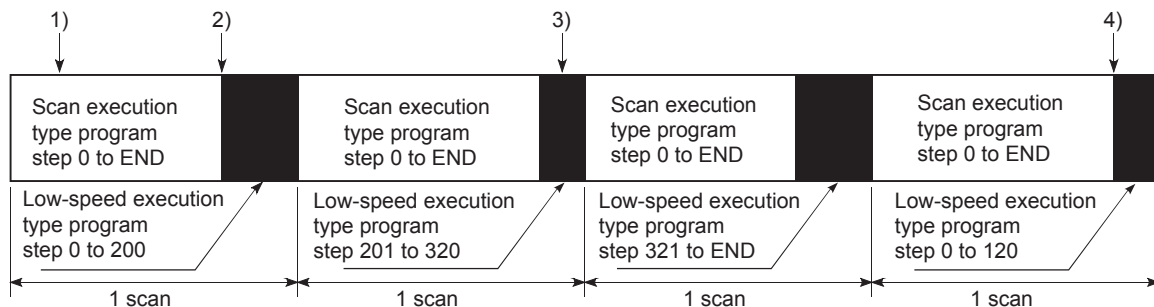 1)
2)
3)
4)
Scan execution
type program
step 0 to END
Scan execution
type program
step 0 to END
Scan execution
type program
step 0 to END
Scan execution
type program
step 0 to END
Low-speed execution
type program
step 0 to 200
Low-speed execution
type program
step 201 to 320
Low-speed execution
type program
step 321 to END
Low-speed execution
type program
step 0 to 120
1 scan
1 scan
1 scan
1 scan